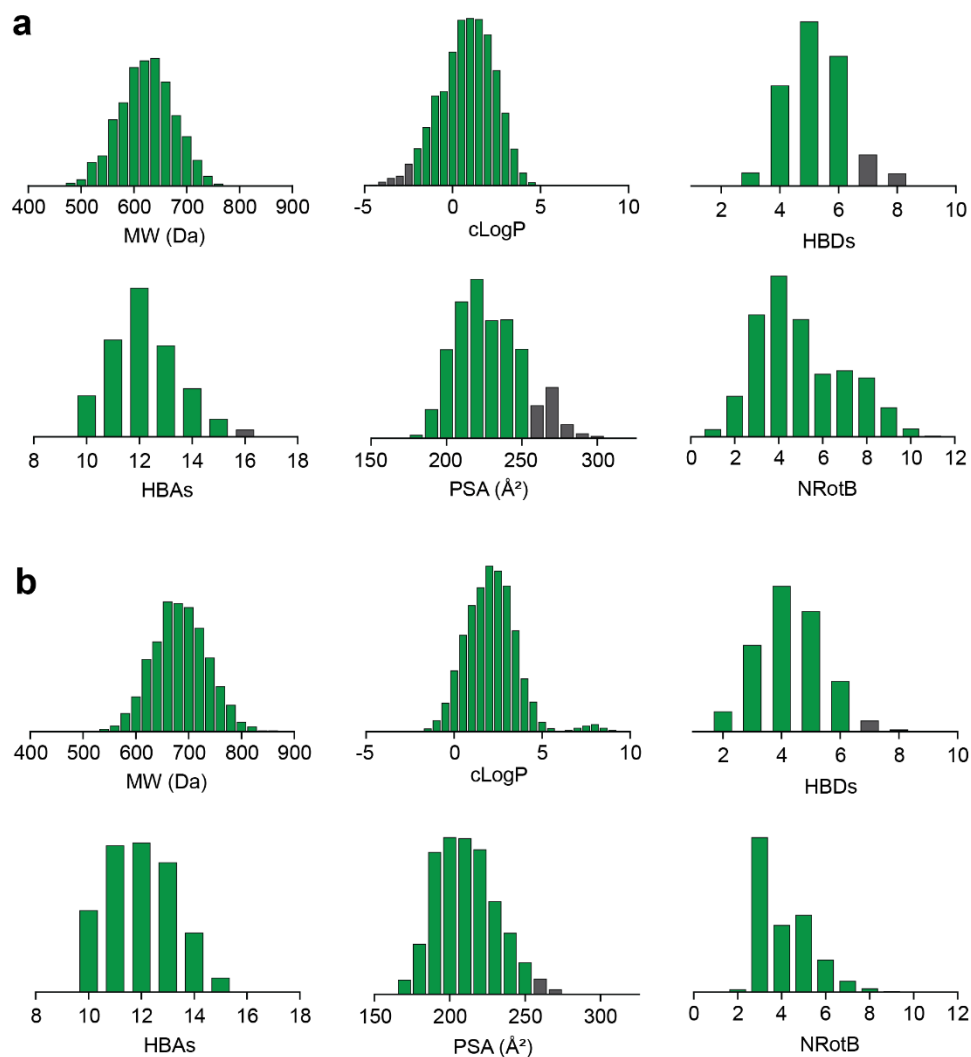 a
400 500 600 700 800 900
MW (Da)
-5 0 5 10
cLogP
2 4 6 8 10
HBDs
8 10 12 14 16 18
HBAs
150 200 250 300
PSA (Å²)
0 2 4 6 8 10 12
NRotB
b
400 500 600 700 800 900
MW (Da)
-5 0 5 10
cLogP
2 4 6 8 10
HBDs
8 10 12 14 16 18
HBAs
150 200 250 300
PSA (Å²)
0 2 4 6 8 10 12
NRotB